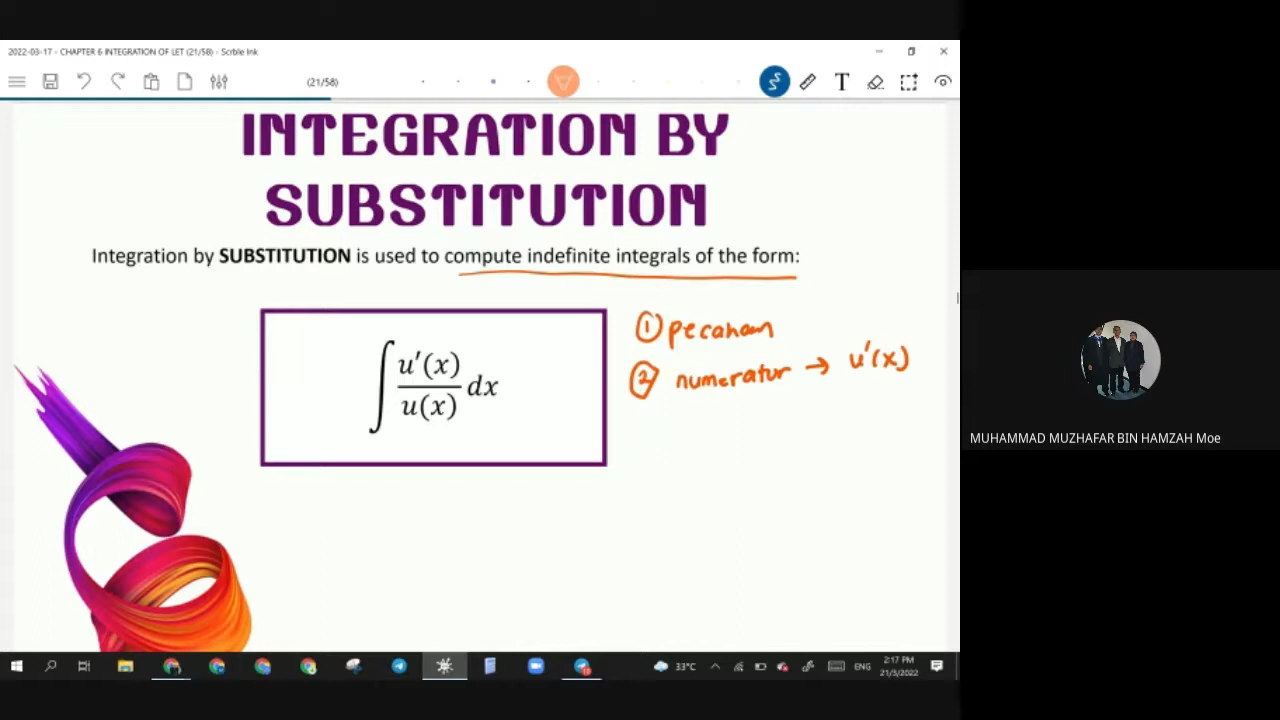 2022-03-17 - CHAPTER 6 INTEGRATION OF LET (21/58) - Scrble Ink
(21/58)
T
INTEGRATION BY
SUBSTITUTION
Integration by SUBSTITUTION is used to compute indefinite integrals of the form:
∫ u'(x)/u(x) dx
① pecahan
② numeratur → u'(x)
MUHAMMAD MUZHAFAR BIN HAMZAH Moe
33°C
ENG
2:17 PM
21/5/2022